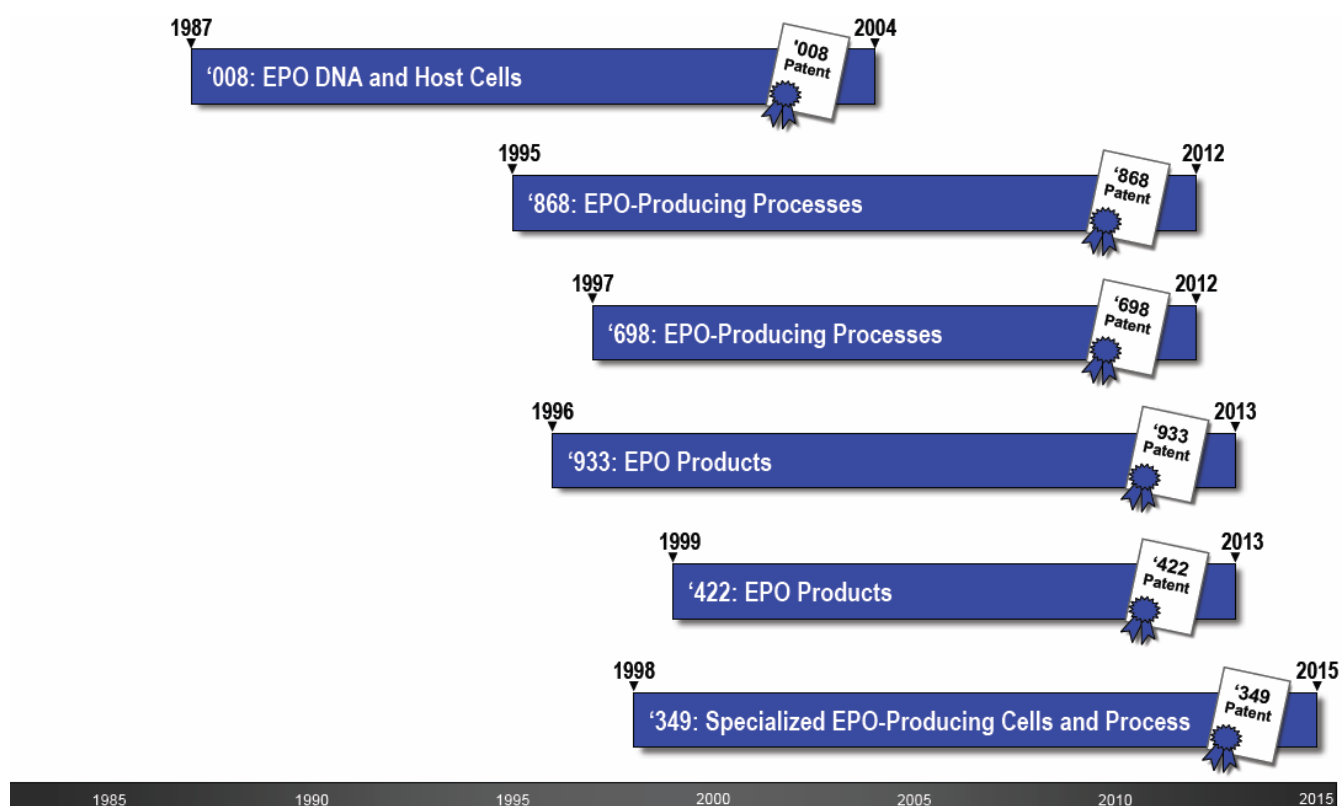 1987
2004
‘008: EPO DNA and Host Cells
'008
Patent
1995
2012
‘868: EPO-Producing Processes
‘868
Patent
1997
2012
‘698: EPO-Producing Processes
‘698
Patent
1996
2013
‘933: EPO Products
‘933
Patent
1999
2013
‘422: EPO Products
‘422
Patent
1998
2015
‘349: Specialized EPO-Producing Cells and Process
‘349
Patent
1985 1990 1995 2000 2005 2010 2015